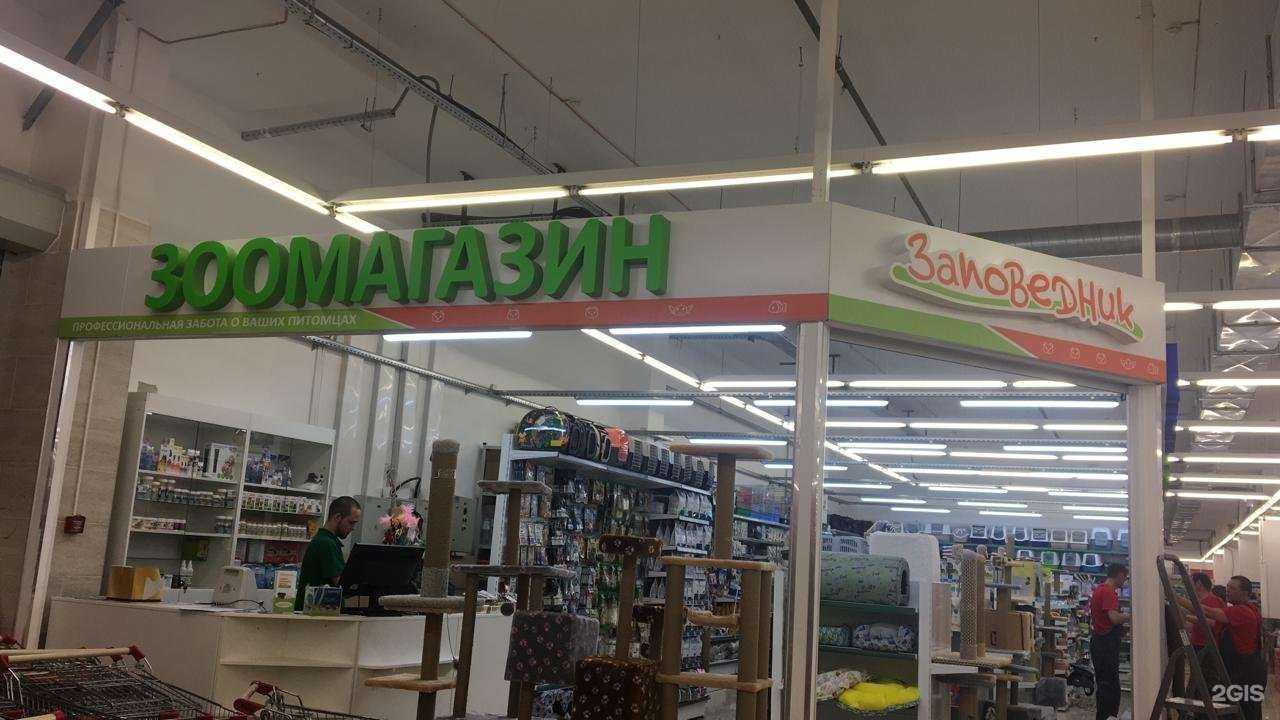 ЗООМАГАЗИН
ПРОФЕССИОНАЛЬНАЯ ЗАБОТА О ВАШИХ ПИТОМЦАХ
Заповедник
2GIS